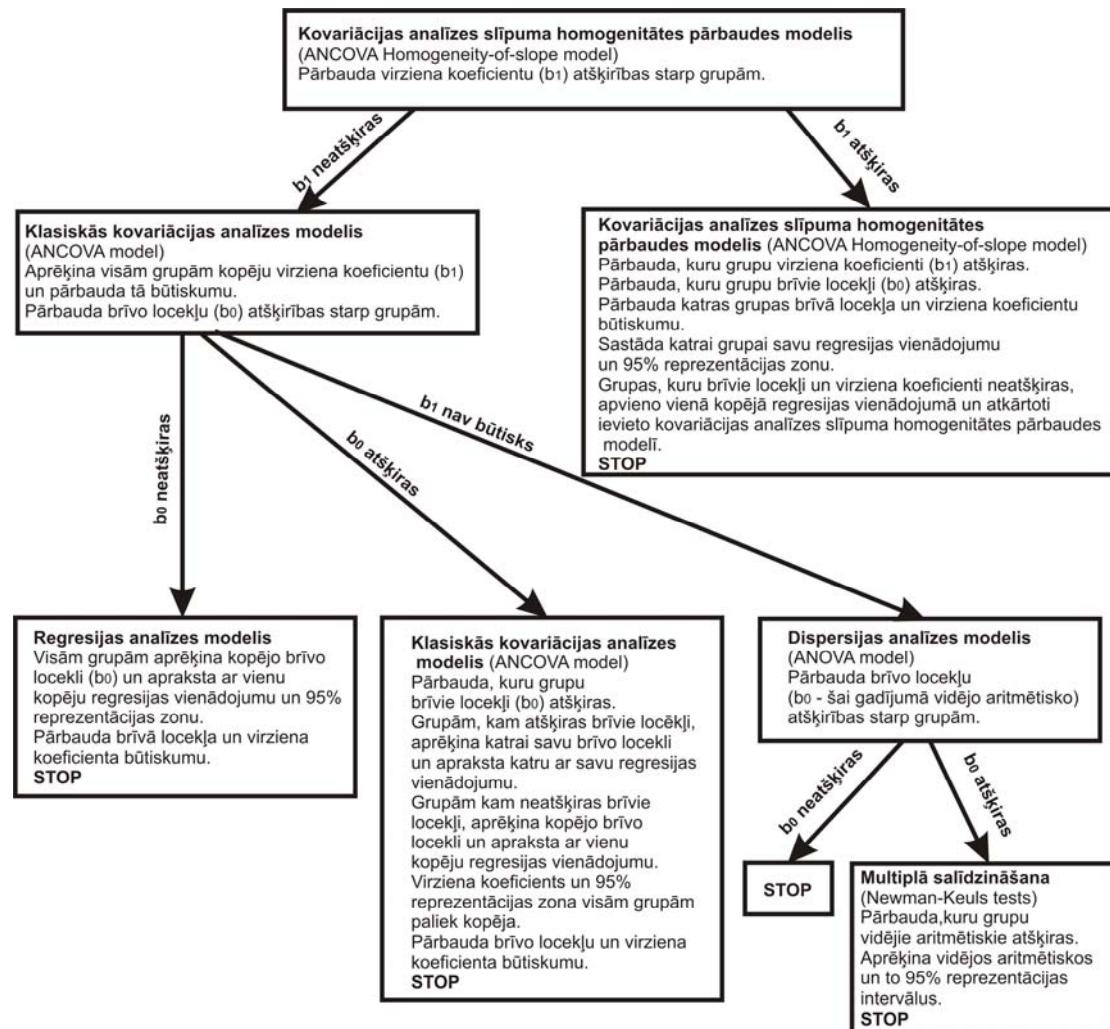 Kovariācijas analīzes slīpuma homogenitātes pārbaudes modelis
(ANCOVA Homogeneity-of-slope model)
Pārbauda virziena koeficientu (b1) atšķirības starp grupām.
b1 neatšķiras
b1 atšķiras
Klasiskās kovariācijas analīzes modelis
(ANCOVA model)
Aprēķina visām grupām kopēju virziena koeficientu (b1)
un pārbauda tā būtiskumu.
Pārbauda brīvo locekļu (b0) atšķirības starp grupām.
Kovariācijas analīzes slīpuma homogenitātes
pārbaudes modelis (ANCOVA Homogeneity-of-slope model)
Pārbauda, kuru grupu virziena koeficienti (b1) atšķiras.
Pārbauda, kuru grupu brīvie locekļi (b0) atšķiras.
Pārbauda katras grupas brīvā locekļa un virziena koeficientu
būtiskumu.
Sastāda katrai grupai savu regresijas vienādojumu
un 95% reprezentācijas zonu.
Grupas, kuru brīvie locekļi un virziena koeficienti neatšķiras,
apvieno vienā kopējā regresijas vienādojumā un atkārtoti
ievieto kovariācijas analīzes slīpuma homogenitātes pārbaudes
modelī.
STOP
b0 neatšķiras
b0 atšķiras
b1 nav būtisks
Regresijas analīzes modelis
Visām grupām aprēķina kopējo brīvo
locekli (b0) un apraksta ar vienu
kopēju regresijas vienādojumu un 95%
reprezentācijas zonu.
Pārbauda brīvā locekļa un virziena
koeficienta būtiskumu.
STOP
Klasiskās kovariācijas analīzes
modelis (ANCOVA model)
Pārbauda, kuru grupu
brīvie locekļi (b0) atšķiras.
Grupām, kam atšķiras brīvie locēkļi,
aprēķina katrai savu brīvo locekli
un apraksta katru ar savu regresijas
vienādojumu.
Grupām kam neatšķiras brīvie
locekļi, aprēķina kopējo brīvo
locekli un apraksta ar vienu
kopēju regresijas vienādojumu.
Virziena koeficients un 95%
reprezentācijas zona visām grupām
paliek kopēja.
Pārbauda brīvo locekļu un virziena
koeficienta būtiskumu.
STOP
Dispersijas analīzes modelis
(ANOVA model)
Pārbauda brīvo locekļu
(b0 - šai gadījumā vidējo aritmētisko)
atšķirības starp grupām.
b0 neatšķiras
b0 atšķiras
STOP
Multiplā salīdzināšana
(Newman-Keuls tests)
Pārbauda,kuru grupu
vidējie aritmētiskie atšķiras.
Aprēķina vidējos aritmētiskos
un to 95% reprezentācijas
intervālus.
STOP